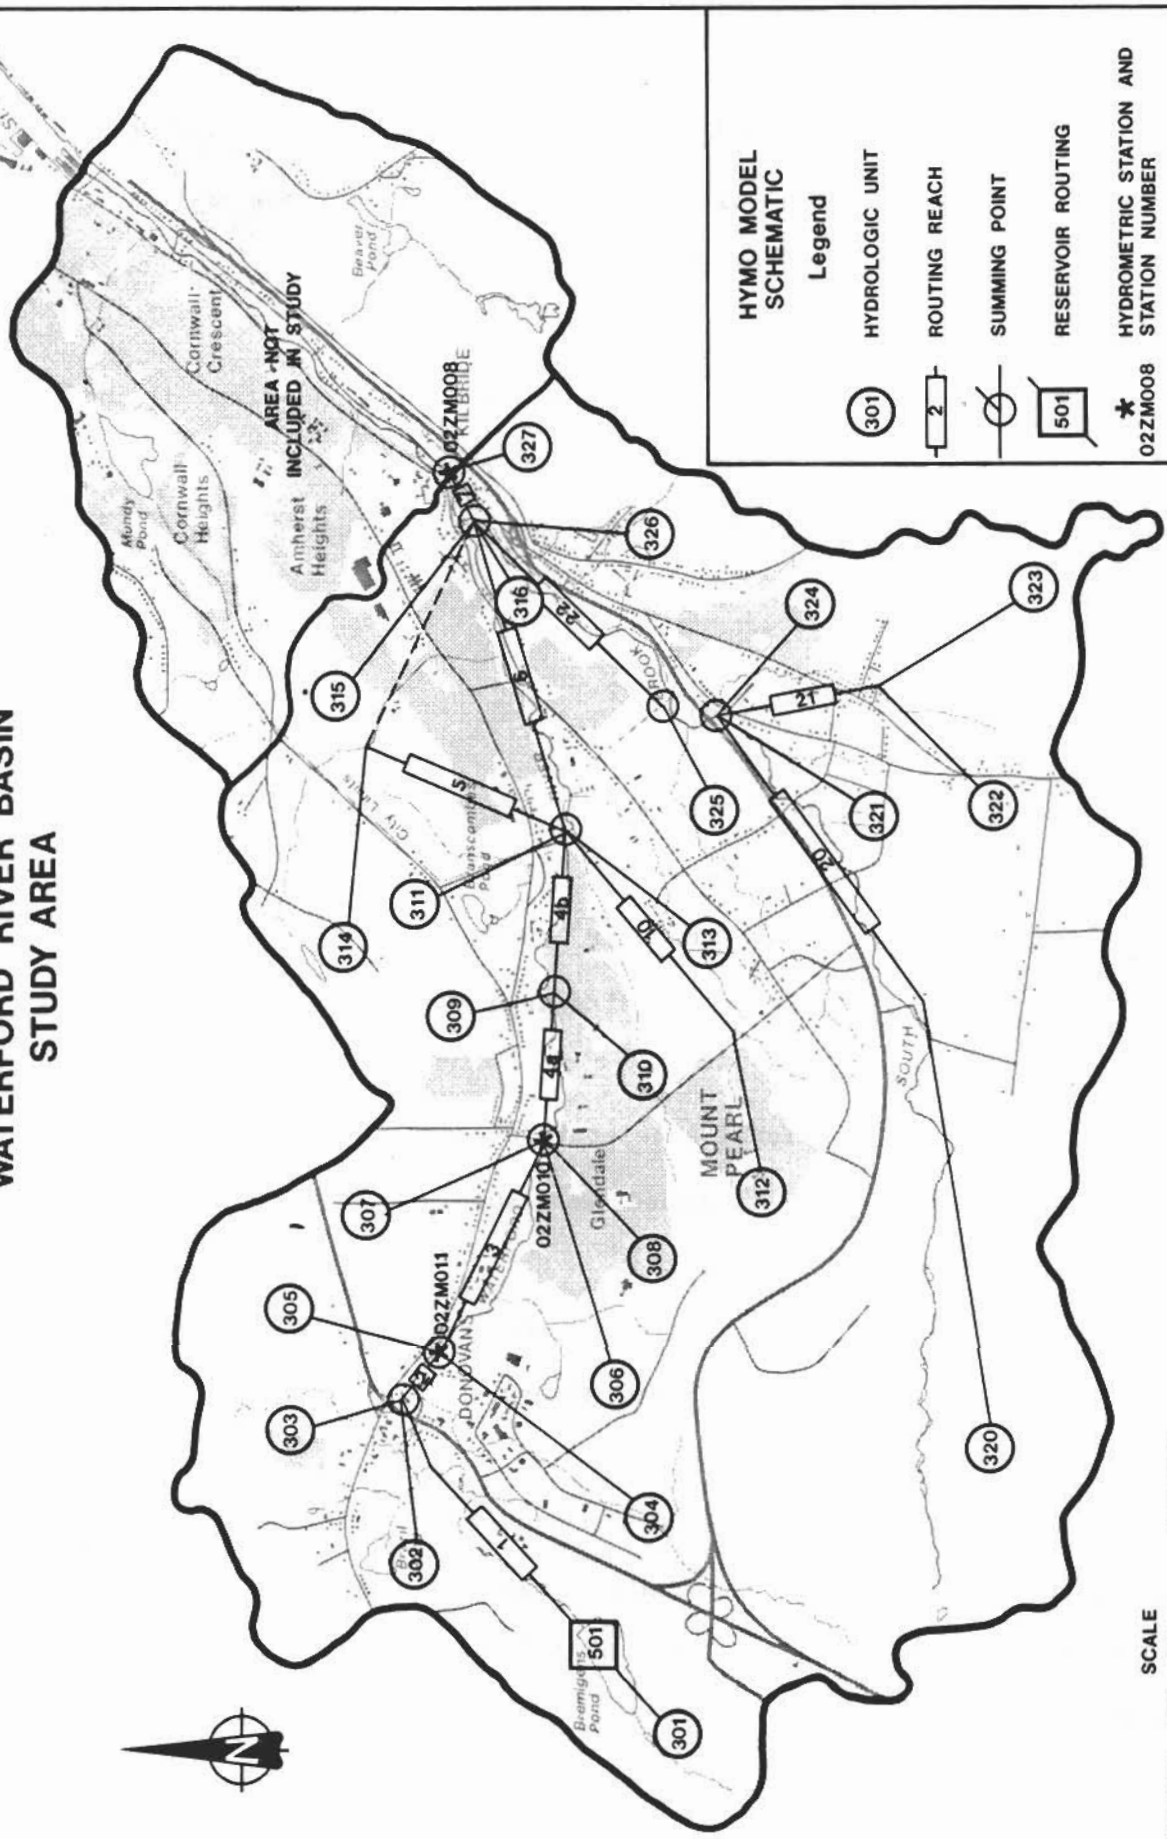 WATERFORD RIVER BASIN
STUDY AREA
N
HYMO MODEL
SCHEMATIC
Legend
301 HYDROLOGIC UNIT
2 ROUTING REACH
SUMMING POINT
501 RESERVOIR ROUTING
02ZM008 HYDROMETRIC STATION AND
STATION NUMBER
SCALE
AREA NOT
INCLUDED IN STUDY
Cornwall
Crescent
Cornwall
Heights
Amherst
Heights
Mundy
Pond
Beaver
Pond
KILBRIDE
02ZM008
327
326
315
316
22
6
5
314
311
Branscombe
Pond
City
4b
10
313
309
310
4a
325
BROOK
324
323
322
321
21
20
SOUTH
MOUNT
PEARL
312
Glendale
02ZM010
307
308
306
3
WATERFORD
02ZM011
DONOVANS
305
303
2
302
304
1
501
Bremigens
Pond
301
320